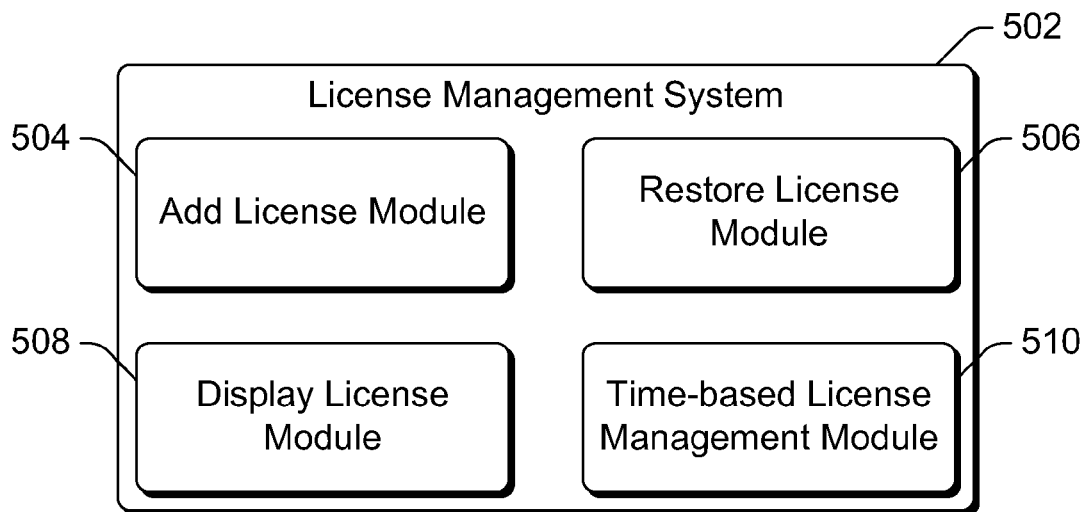 502
License Management System
504
506
Add License Module
Restore License
Module
508
510
Display License
Module
Time-based License
Management Module